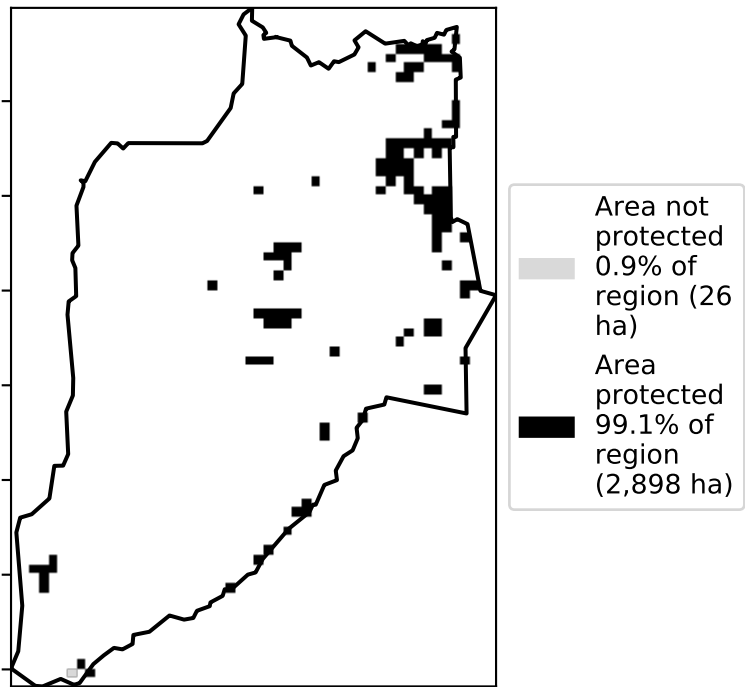 Area not
protected
0.9% of
region (26
ha)
Area
protected
99.1% of
region
(2,898 ha)